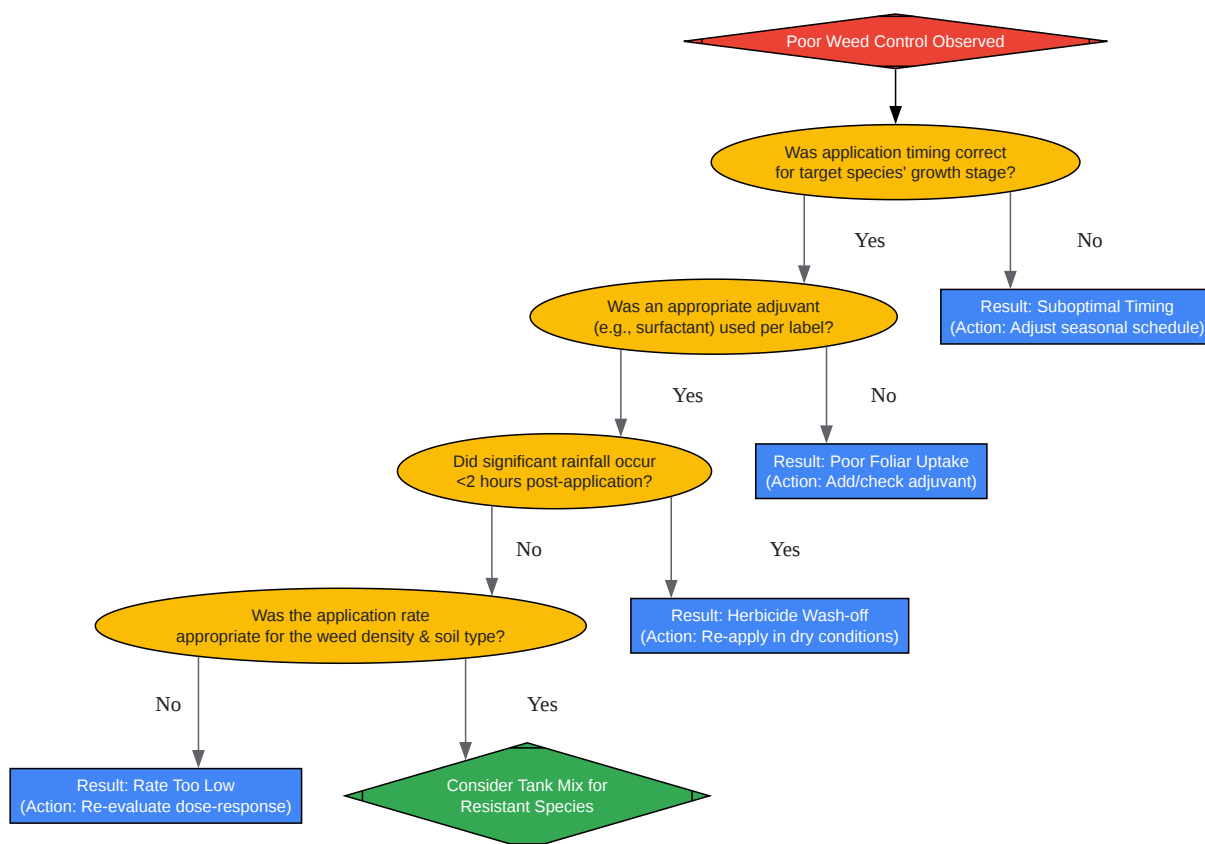 Poor Weed Control Observed
Was application timing correct
for target species' growth stage?
Yes
No
Was an appropriate adjuvant
(e.g., surfactant) used per label?
Result: Suboptimal Timing
(Action: Adjust seasonal schedule)
Yes
No
Did significant rainfall occur
<2 hours post-application?
Result: Poor Foliar Uptake
(Action: Add/check adjuvant)
No
Yes
Was the application rate
appropriate for the weed density & soil type?
Result: Herbicide Wash-off
(Action: Re-apply in dry conditions)
No
Yes
Result: Rate Too Low
(Action: Re-evaluate dose-response)
Consider Tank Mix for
Resistant Species